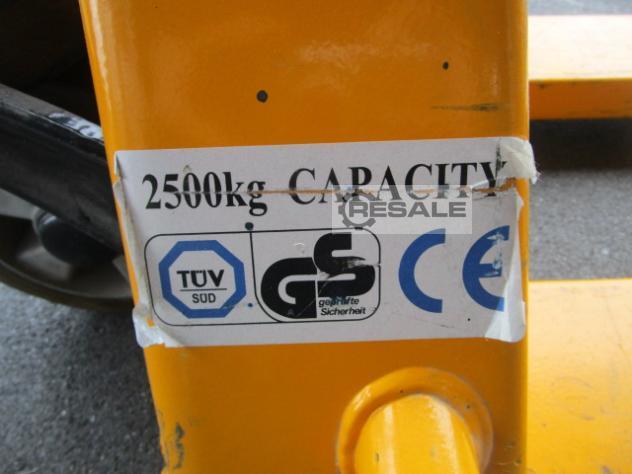 2500kg CAPACITY
RESALE
TÜV
SÜD
GS
geprüfte
Sicherheit
CE